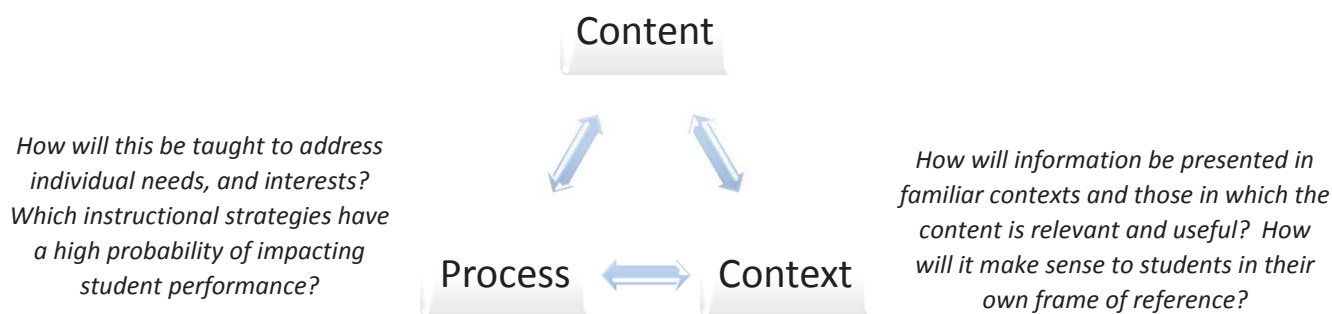 Content
How will this be taught to address
individual needs, and interests?
Which instructional strategies have
a high probability of impacting
student performance?
How will information be presented in
familiar contexts and those in which the
content is relevant and useful?  How
will it make sense to students in their
own frame of reference?
Process
Context